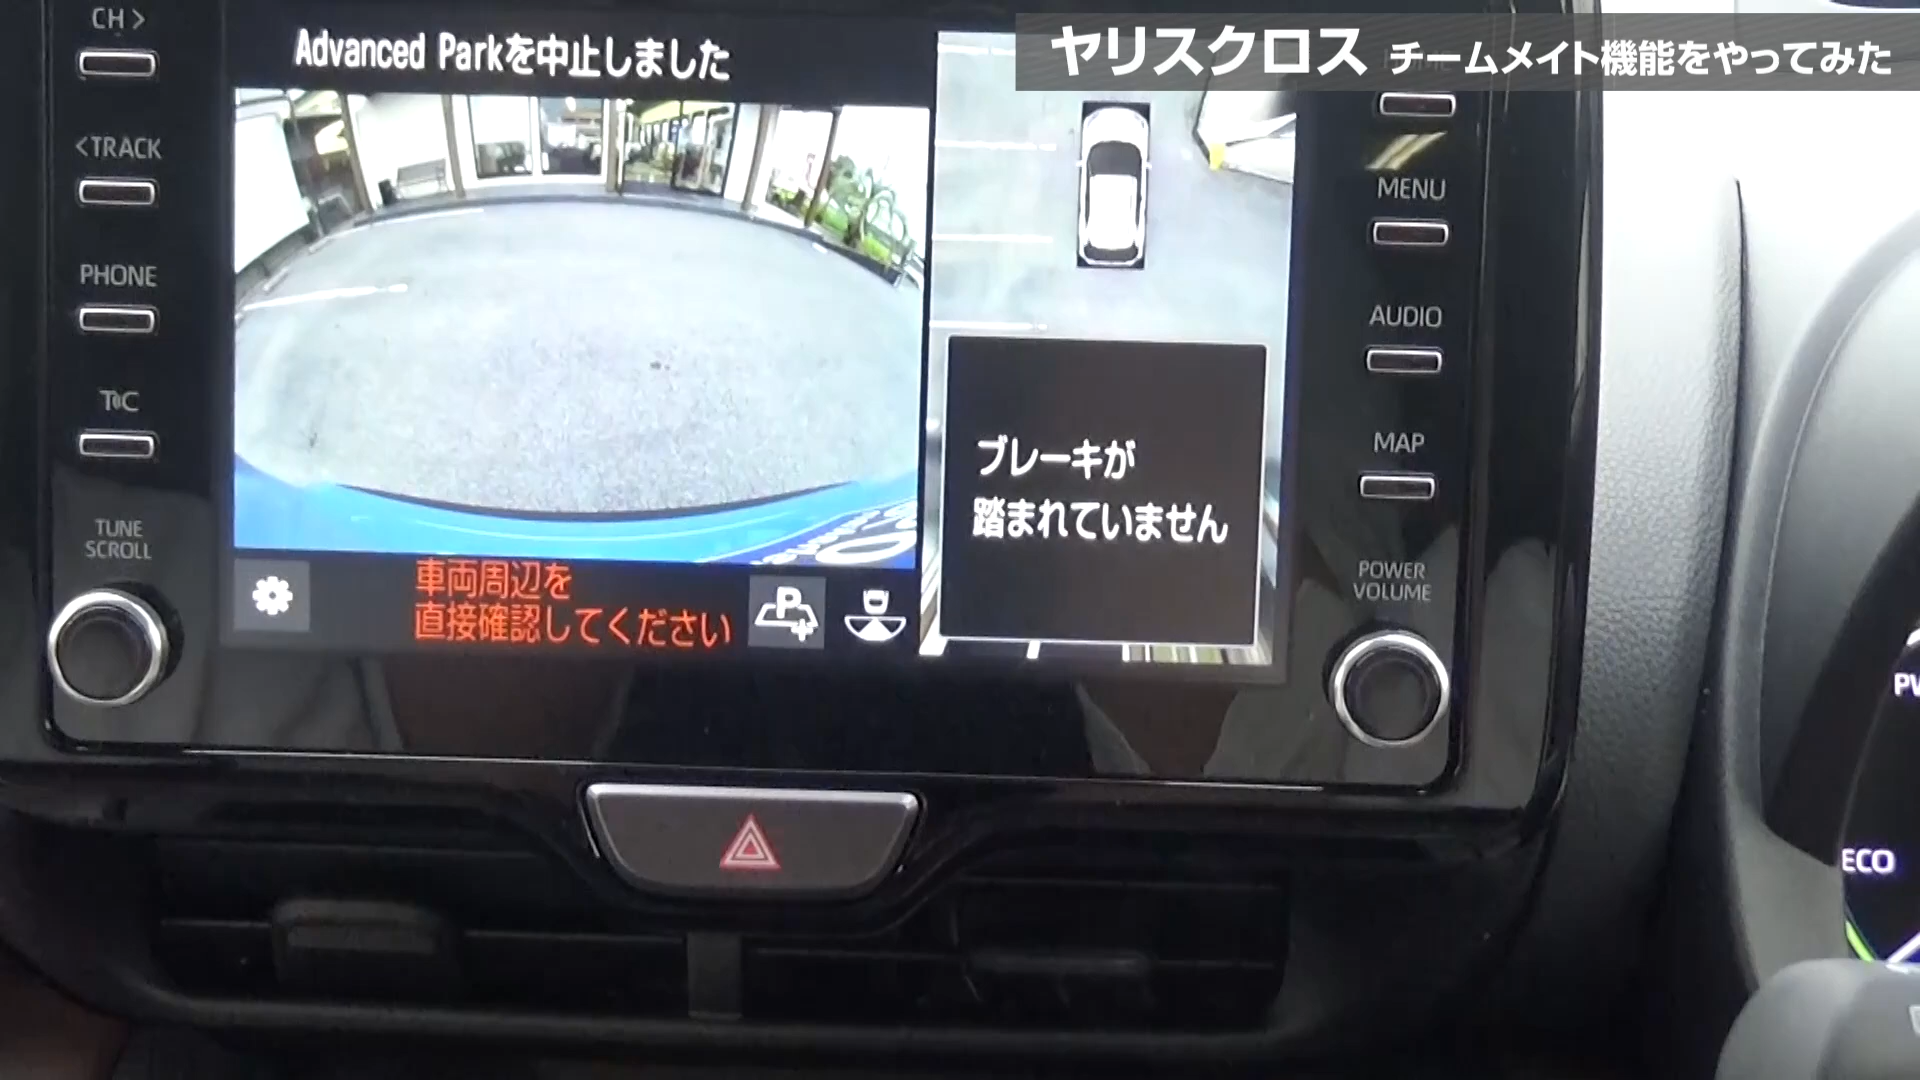 ヤリスクロス チームメイト機能をやってみた
CH >
Advanced Parkを中止しました
< TRACK
MENU
PHONE
AUDIO
T C
MAP
ブレーキが
踏まれていません
TUNE
SCROLL
車両周辺を
直接確認してください
P
POWER
VOLUME
ECO